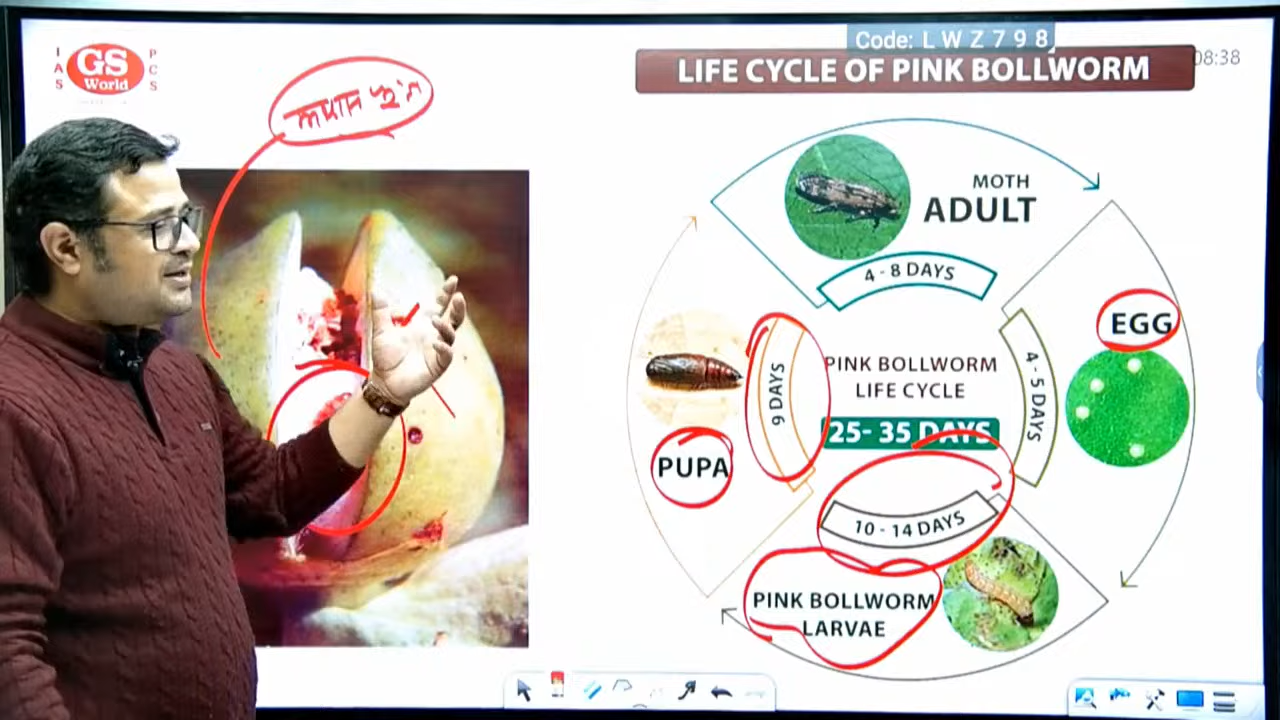 Code: L W Z 7 9 8
08:38
IAS
GS
World
PCS
LIFE CYCLE OF PINK BOLLWORM
MOTH
ADULT
4 - 8 DAYS
EGG
4 - 5 DAYS
PINK BOLLWORM
LIFE CYCLE
25- 35 DAYS
9 DAYS
PUPA
10 - 14 DAYS
PINK BOLLWORM
LARVAE